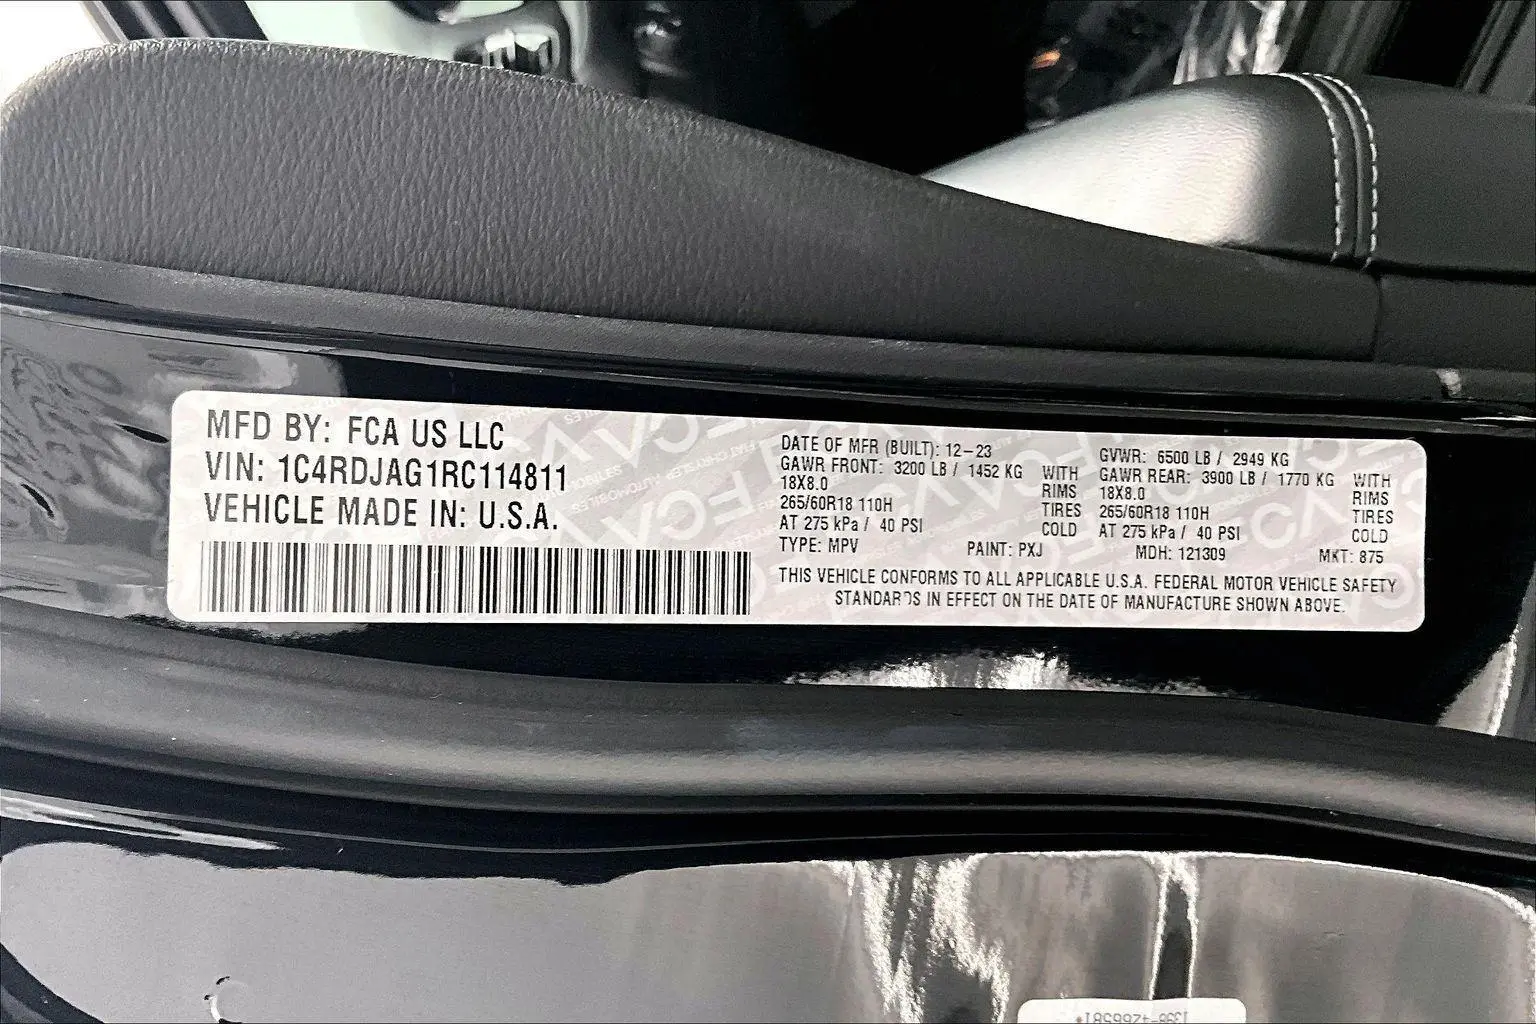 MFD BY: FCA US LLC
VIN: 1C4RDJAG1RC114811
VEHICLE MADE IN: U.S.A.
DATE OF MFR (BUILT): 12-23
GAWR FRONT: 3200 LB / 1452 KG WITH
18X8.0 RIMS
265/60R18 110H TIRES
AT 275 kPa / 40 PSI COLD
GVWR: 6500 LB / 2949 KG
GAWR REAR: 3900 LB / 1770 KG WITH
18X8.0 RIMS
265/60R18 110H TIRES
AT 275 kPa / 40 PSI COLD
TYPE: MPV PAINT: PXJ MDH: 121309 MKT: 875
THIS VEHICLE CONFORMS TO ALL APPLICABLE U.S.A. FEDERAL MOTOR VEHICLE SAFETY
STANDARDS IN EFFECT ON THE DATE OF MANUFACTURE SHOWN ABOVE.